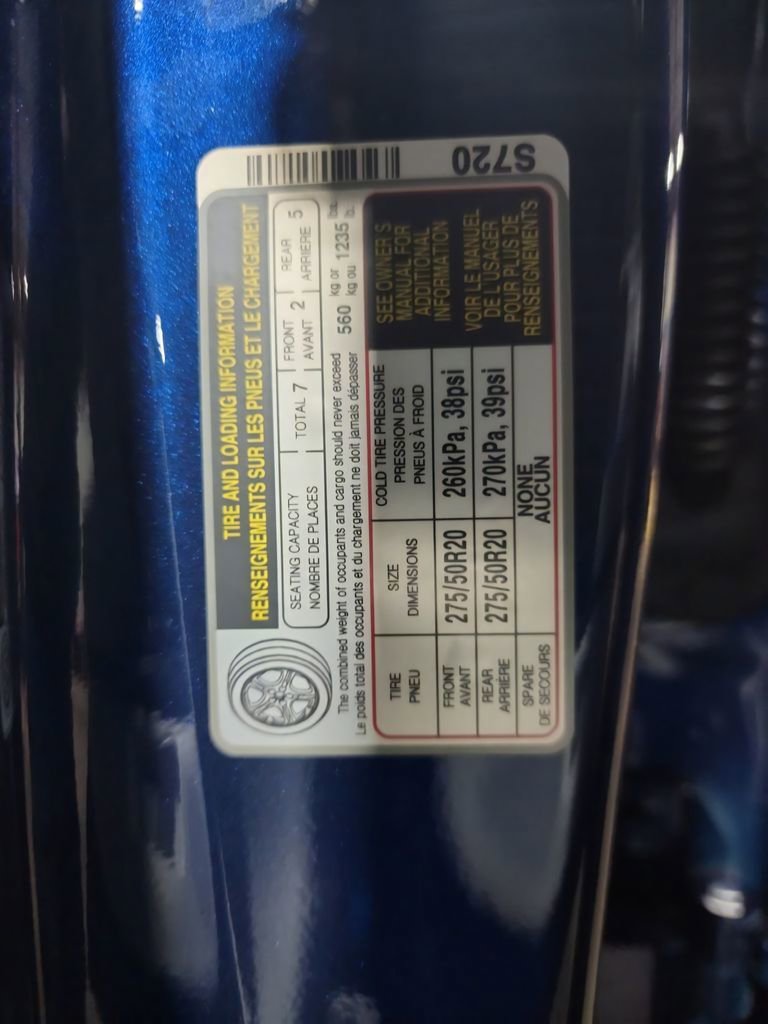 TIRE AND LOADING INFORMATION
RENSEIGNEMENTS SUR LES PNEUS ET LE CHARGEMENT
SEATING CAPACITY
NOMBRE DE PLACES
TOTAL 7
FRONT
AVANT 2
REAR
ARRIÈRE 5
The combined weight of occupants and cargo should never exceed 560 kg or 1235 lbs.
Le poids total des occupants et du chargement ne doit jamais dépasser kg ou lb.
TIRE
PNEU
SIZE
DIMENSIONS
COLD TIRE PRESSURE
PRESSION DES
PNEUS À FROID
FRONT
AVANT
275/50R20
260kPa, 38psi
REAR
ARRIÈRE
275/50R20
270kPa, 39psi
SPARE
DE SECOURS
NONE
AUCUN
SEE OWNER'S
MANUAL FOR
ADDITIONAL
INFORMATION
VOIR LE MANUEL
DE L'USAGER
POUR PLUS DE
RENSEIGNEMENTS
S720